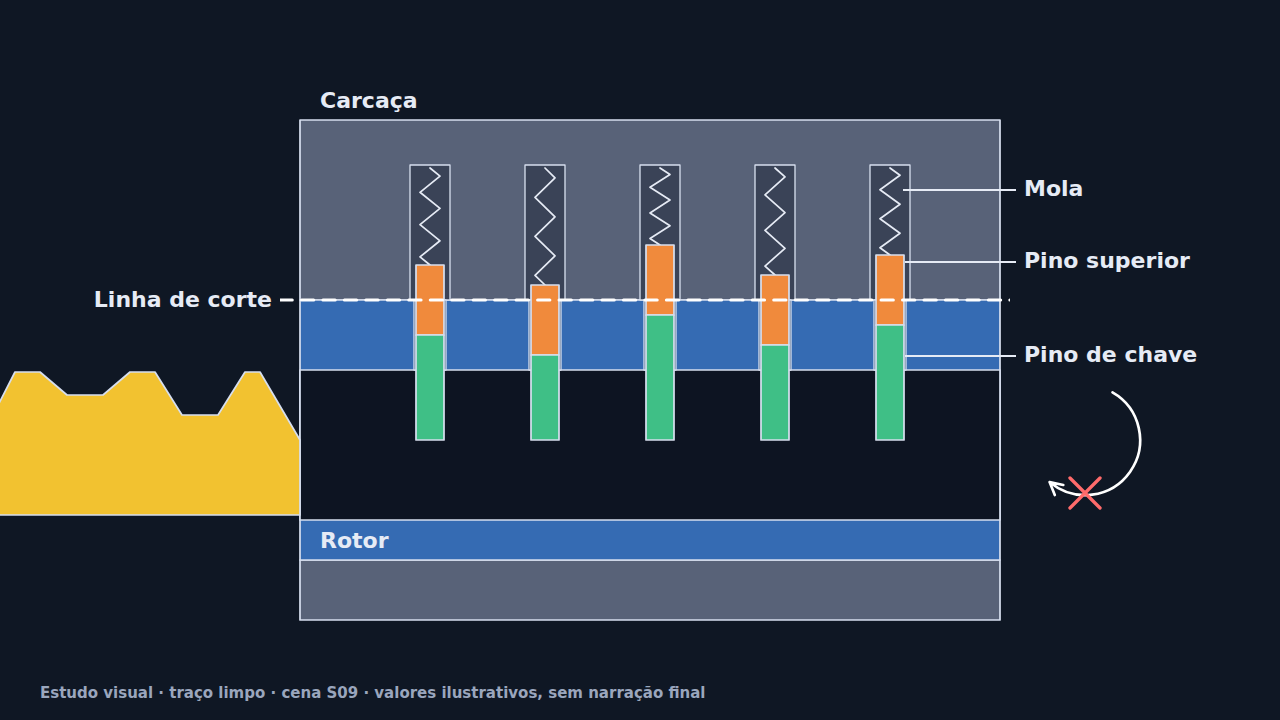 Carcaça
Mola
Pino superior
Linha de corte
Pino de chave
Rotor
Estudo visual · traço limpo · cena S09 · valores ilustrativos, sem narração final